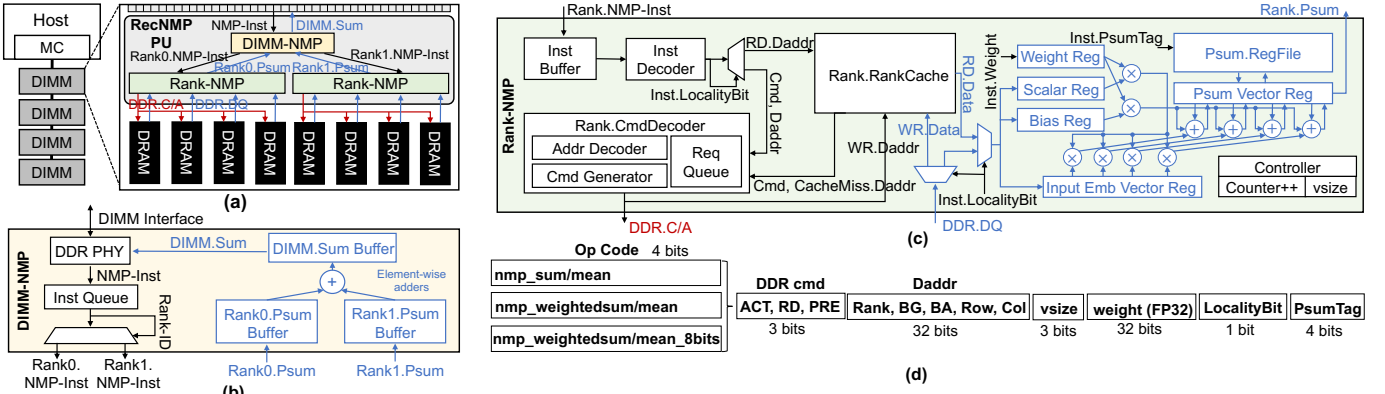 Host
MC
DIMM
DIMM
DIMM
DIMM
RecNMP
PU
NMP-Inst
DIMM.Sum
DIMM-NMP
Rank0.NMP-Inst
Rank1.NMP-Inst
Rank0.Psum
Rank1.Psum
Rank-NMP
Rank-NMP
DDR.C/A
DDR.DQ
DRAM
DRAM
DRAM
DRAM
DRAM
DRAM
DRAM
DRAM
(a)
DIMM Interface
DIMM-NMP
DDR PHY
DIMM.Sum
DIMM.Sum Buffer
NMP-Inst
Inst Queue
Rank-ID
Element-wise
adders
Rank0.Psum
Buffer
Rank1.Psum
Buffer
Rank0.
NMP-Inst
Rank1.
NMP-Inst
Rank0.Psum
Rank1.Psum
(b)
Rank.NMP-Inst
Rank.Psum
Rank-NMP
Inst
Buffer
Inst
Decoder
RD.Daddr
Inst.LocalityBit
Cmd, Daddr
Rank.RankCache
RD.Data
Rank.CmdDecoder
Addr Decoder
Cmd Generator
Req
Queue
WR.Data
WR.Daddr
Cmd, CacheMiss.Daddr
Inst.LocalityBit
DDR.C/A
DDR.DQ
Inst.Weight
Inst.PsumTag
Weight Reg
Scalar Reg
Bias Reg
Psum.RegFile
Psum Vector Reg
Input Emb Vector Reg
Controller
Counter++
vsize
(c)
Op Code 4 bits
nmp_sum/mean
nmp_weightedsum/mean
nmp_weightedsum/mean_8bits
DDR cmd
ACT, RD, PRE
3 bits
Daddr
Rank, BG, BA, Row, Col
32 bits
vsize
3 bits
weight (FP32)
32 bits
LocalityBit
1 bit
PsumTag
4 bits
(d)